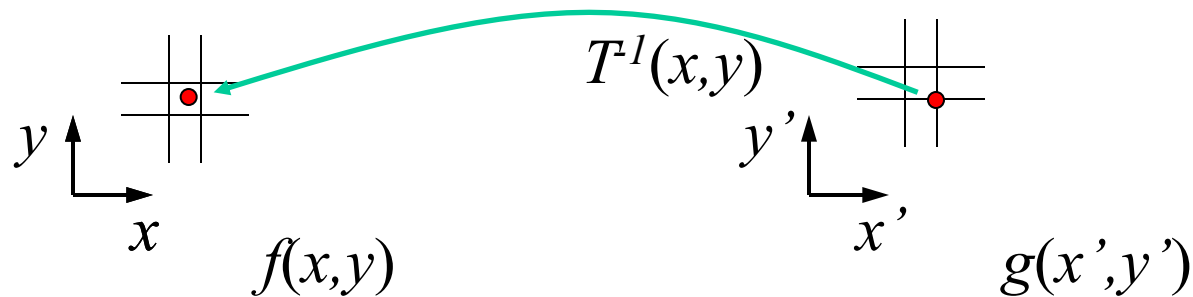 T-1(x,y)
y
y’
x
x’
f(x,y)
g(x’,y’)